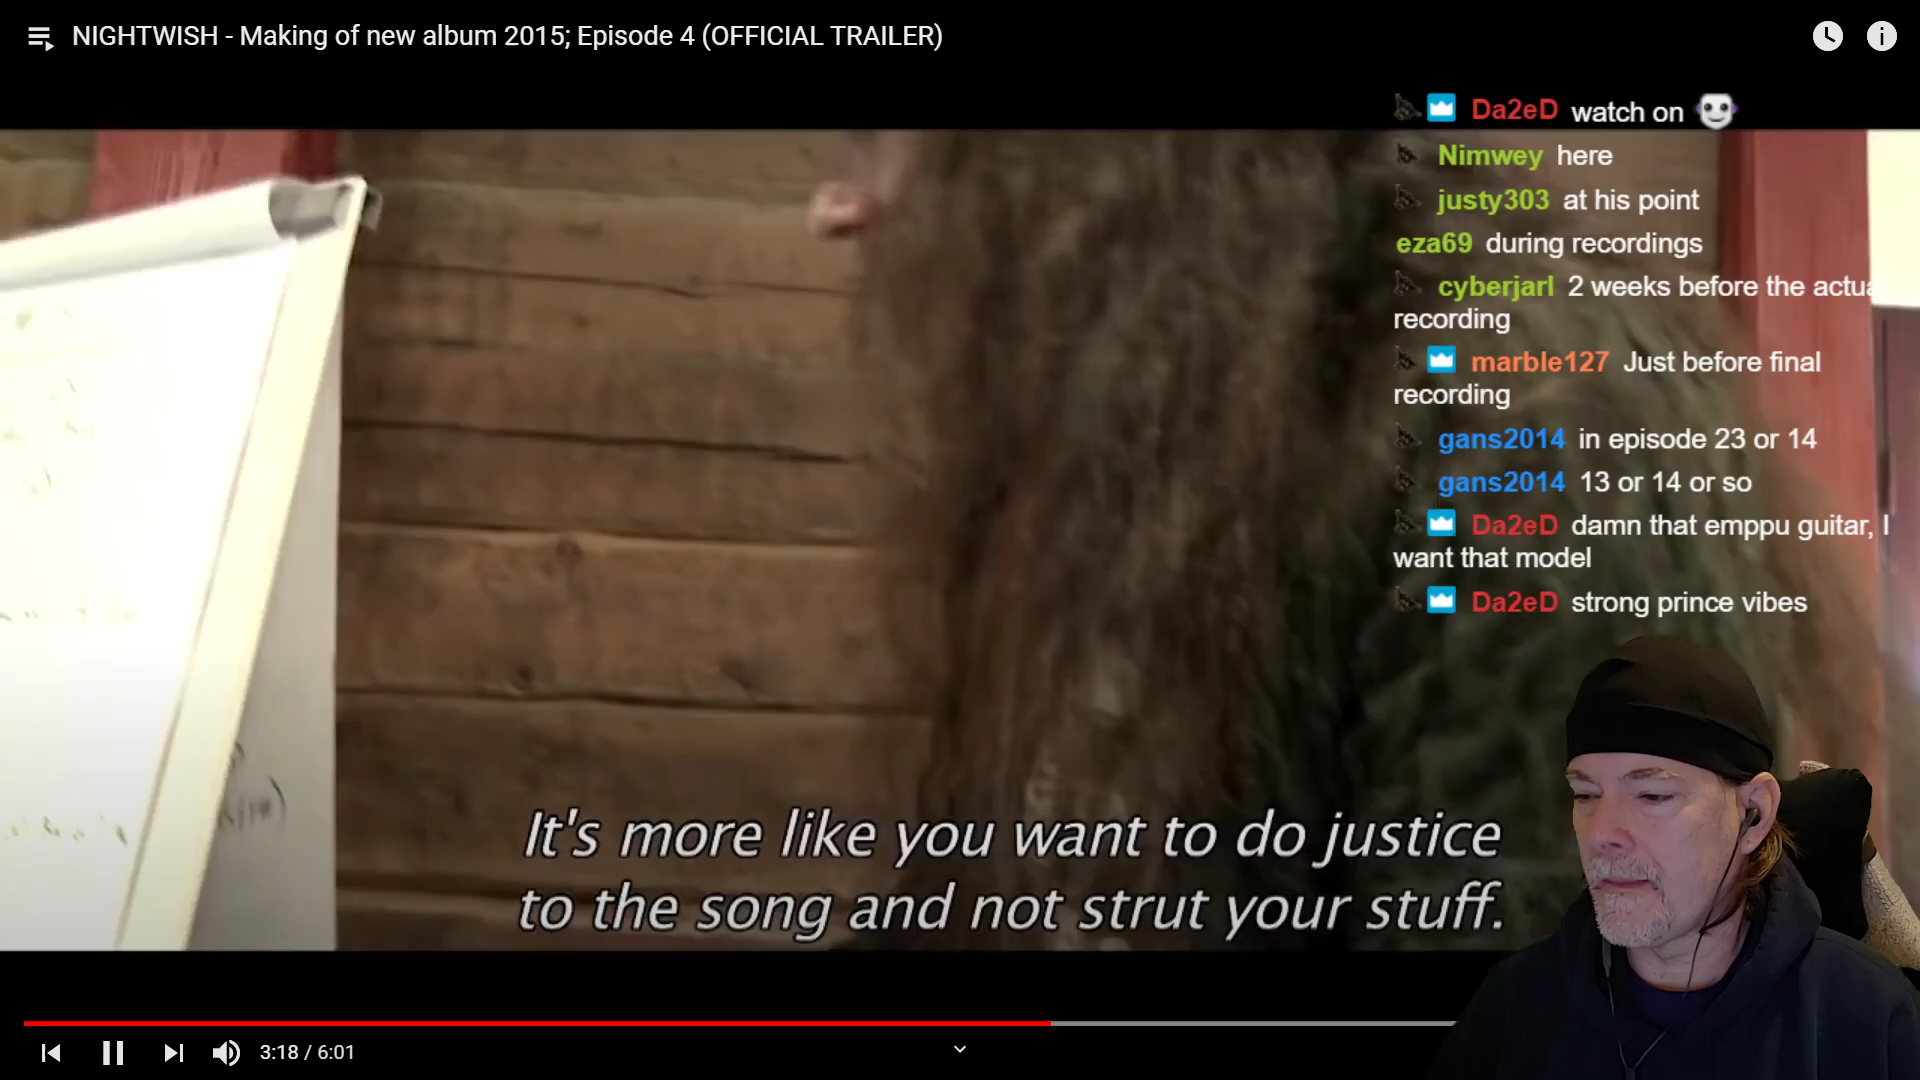 NIGHTWISH - Making of new album 2015; Episode 4 (OFFICIAL TRAILER)
Da2eD watch on
Nimwey here
justy303 at his point
eza69 during recordings
cyberjarl 2 weeks before the actua
recording
marble127 Just before final
recording
gans2014 in episode 23 or 14
gans2014 13 or 14 or so
Da2eD damn that emppu guitar, I
want that model
Da2eD strong prince vibes
It's more like you want to do justice
to the song and not strut your stuff.
3:18 / 6:01